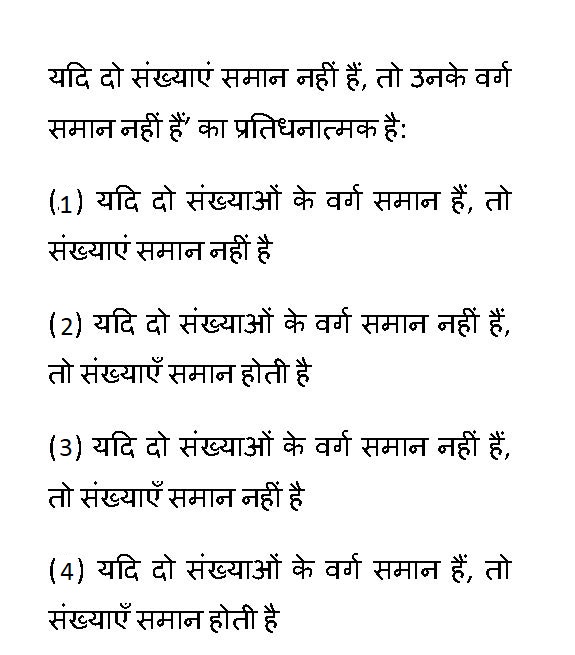 यदि दो संख्याएं समान नहीं हैं, तो उनके वर्ग
समान नहीं हैं’ का प्रतिधनात्मक है:
(1) यदि दो संख्याओं के वर्ग समान हैं, तो
संख्याएं समान नहीं है
(2) यदि दो संख्याओं के वर्ग समान नहीं हैं,
तो संख्याएँ समान होती है
(3) यदि दो संख्याओं के वर्ग समान नहीं हैं,
तो संख्याएँ समान नहीं है
(4) यदि दो संख्याओं के वर्ग समान हैं, तो
संख्याएँ समान होती है